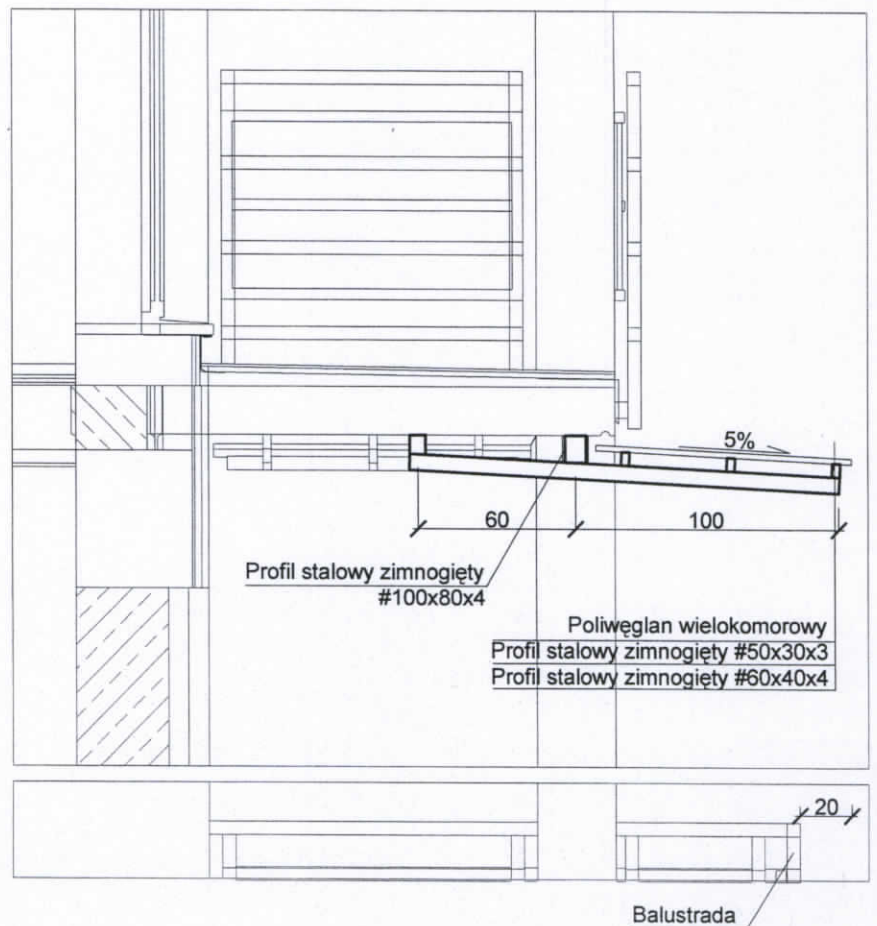 5%
60
100
Profil stalowy zimnogięty
#100x80x4
Poliwęglan wielokomorowy
Profil stalowy zimnogięty #50x30x3
Profil stalowy zimnogięty #60x40x4
20
Balustrada